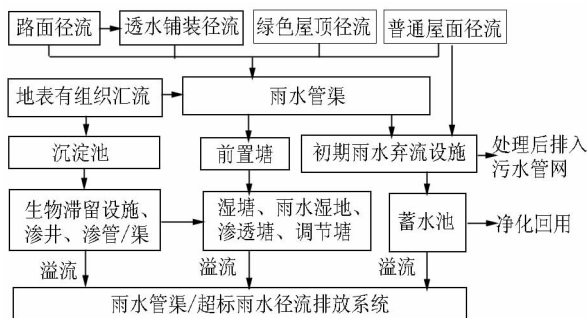 路面径流
透水铺装径流
绿色屋顶径流
普通屋面径流
地表有组织汇流
雨水管渠
沉淀池
前置塘
初期雨水弃流设施
处理后排入
污水管网
生物滞留设施、
渗井、渗管/渠
湿塘、雨水湿地、
渗透塘、调节塘
蓄水池
净化回用
溢流
溢流
溢流
雨水管渠/超标雨水径流排放系统